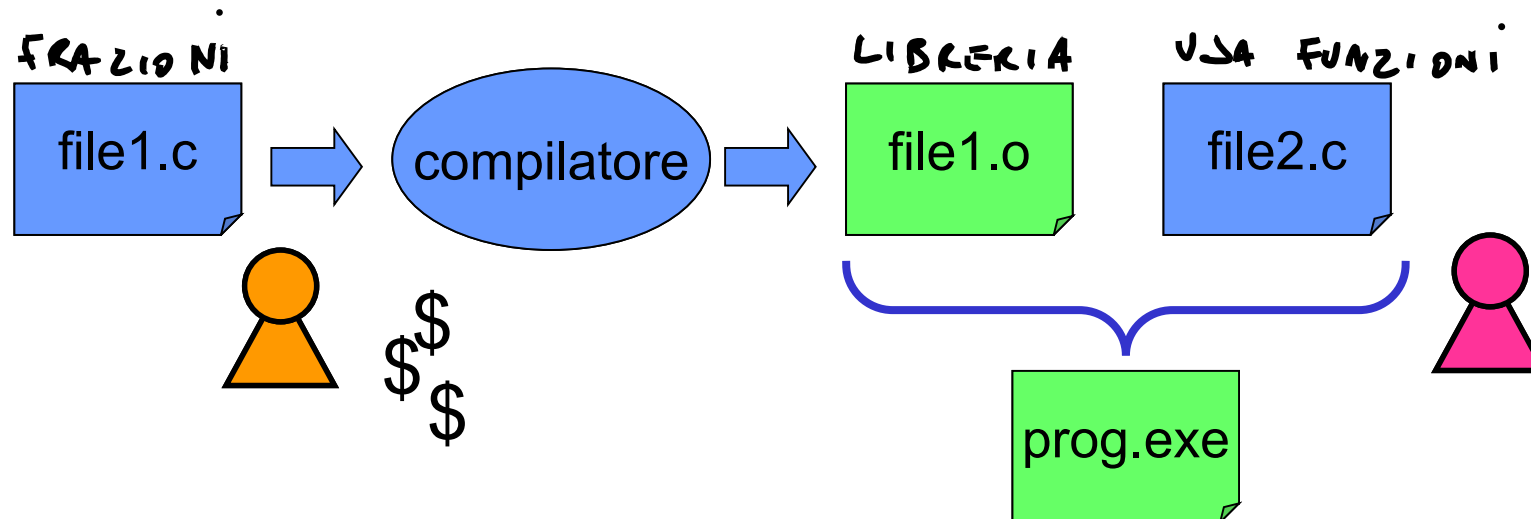 FRAZIONI
LIBRERIA
USA FUNZIONI
file1.c
compilatore
file1.o
file2.c
$
$
$
prog.exe